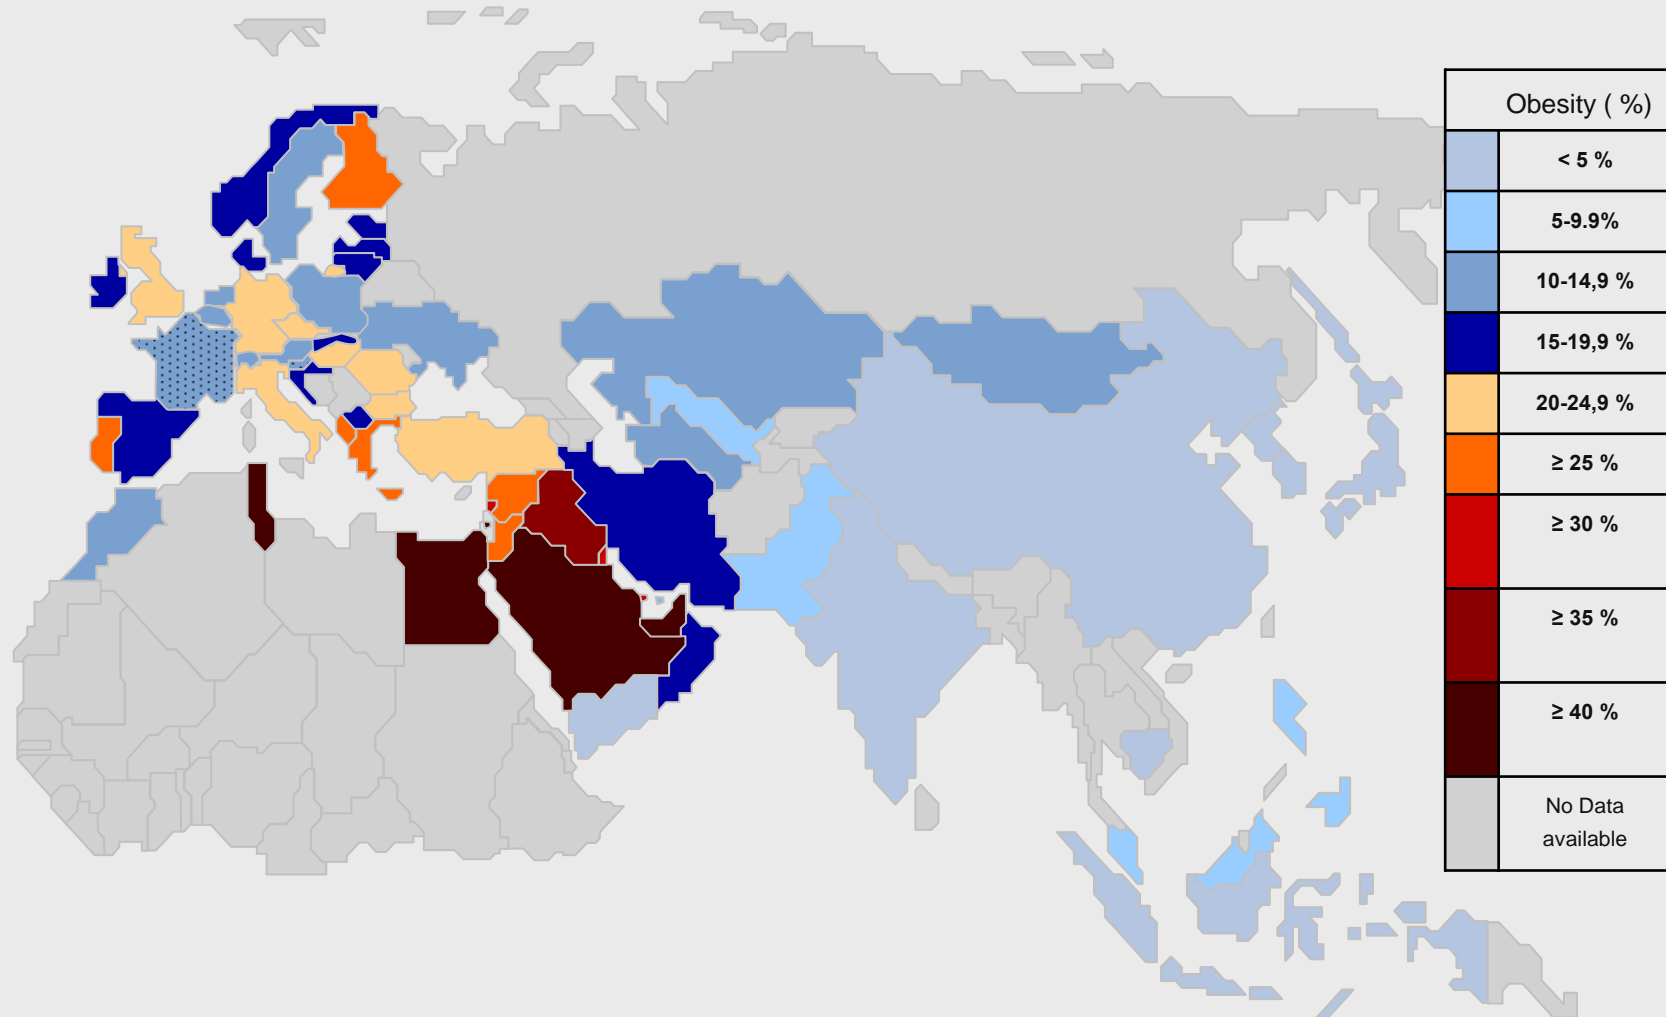 Obesity ( %)
< 5 %
5-9.9%
10-14,9 %
15-19,9 %
20-24,9 %
≥ 25 %
≥ 30 %
≥ 35 %
≥ 40 %
No Data
available